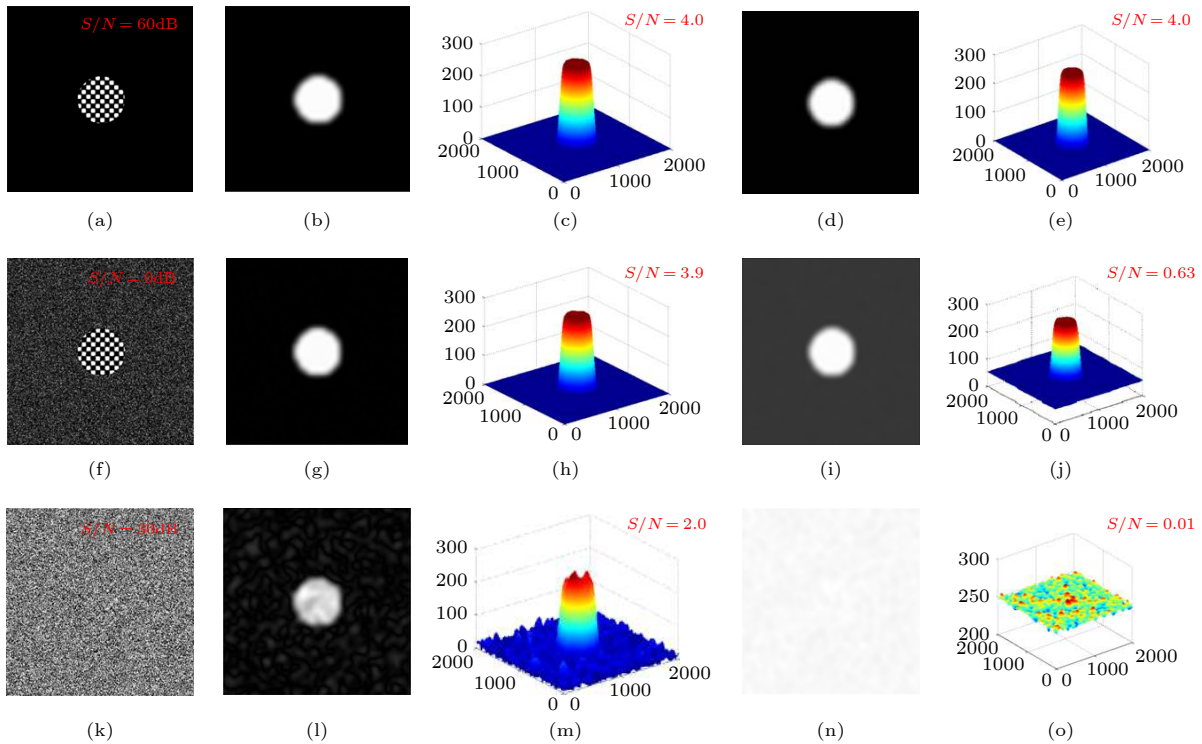 S/N = 60dB
S/N = 4.0
300
200
100
0
2000
1000
0 0
1000
2000
S/N = 4.0
300
200
100
0
2000
1000
0 0
1000
2000
(a)
(b)
(c)
(d)
(e)
S/N = 0dB
S/N = 3.9
300
200
100
0
2000
1000
0 0
1000
2000
S/N = 0.63
300
200
100
0
2000
1000
0 0
1000
2000
(f)
(g)
(h)
(i)
(j)
S/N = 30dB
S/N = 2.0
300
200
100
0
2000
1000
0 0
1000
2000
S/N = 0.01
300
250
200
2000
1000
0 0
1000
2000
(k)
(l)
(m)
(n)
(o)